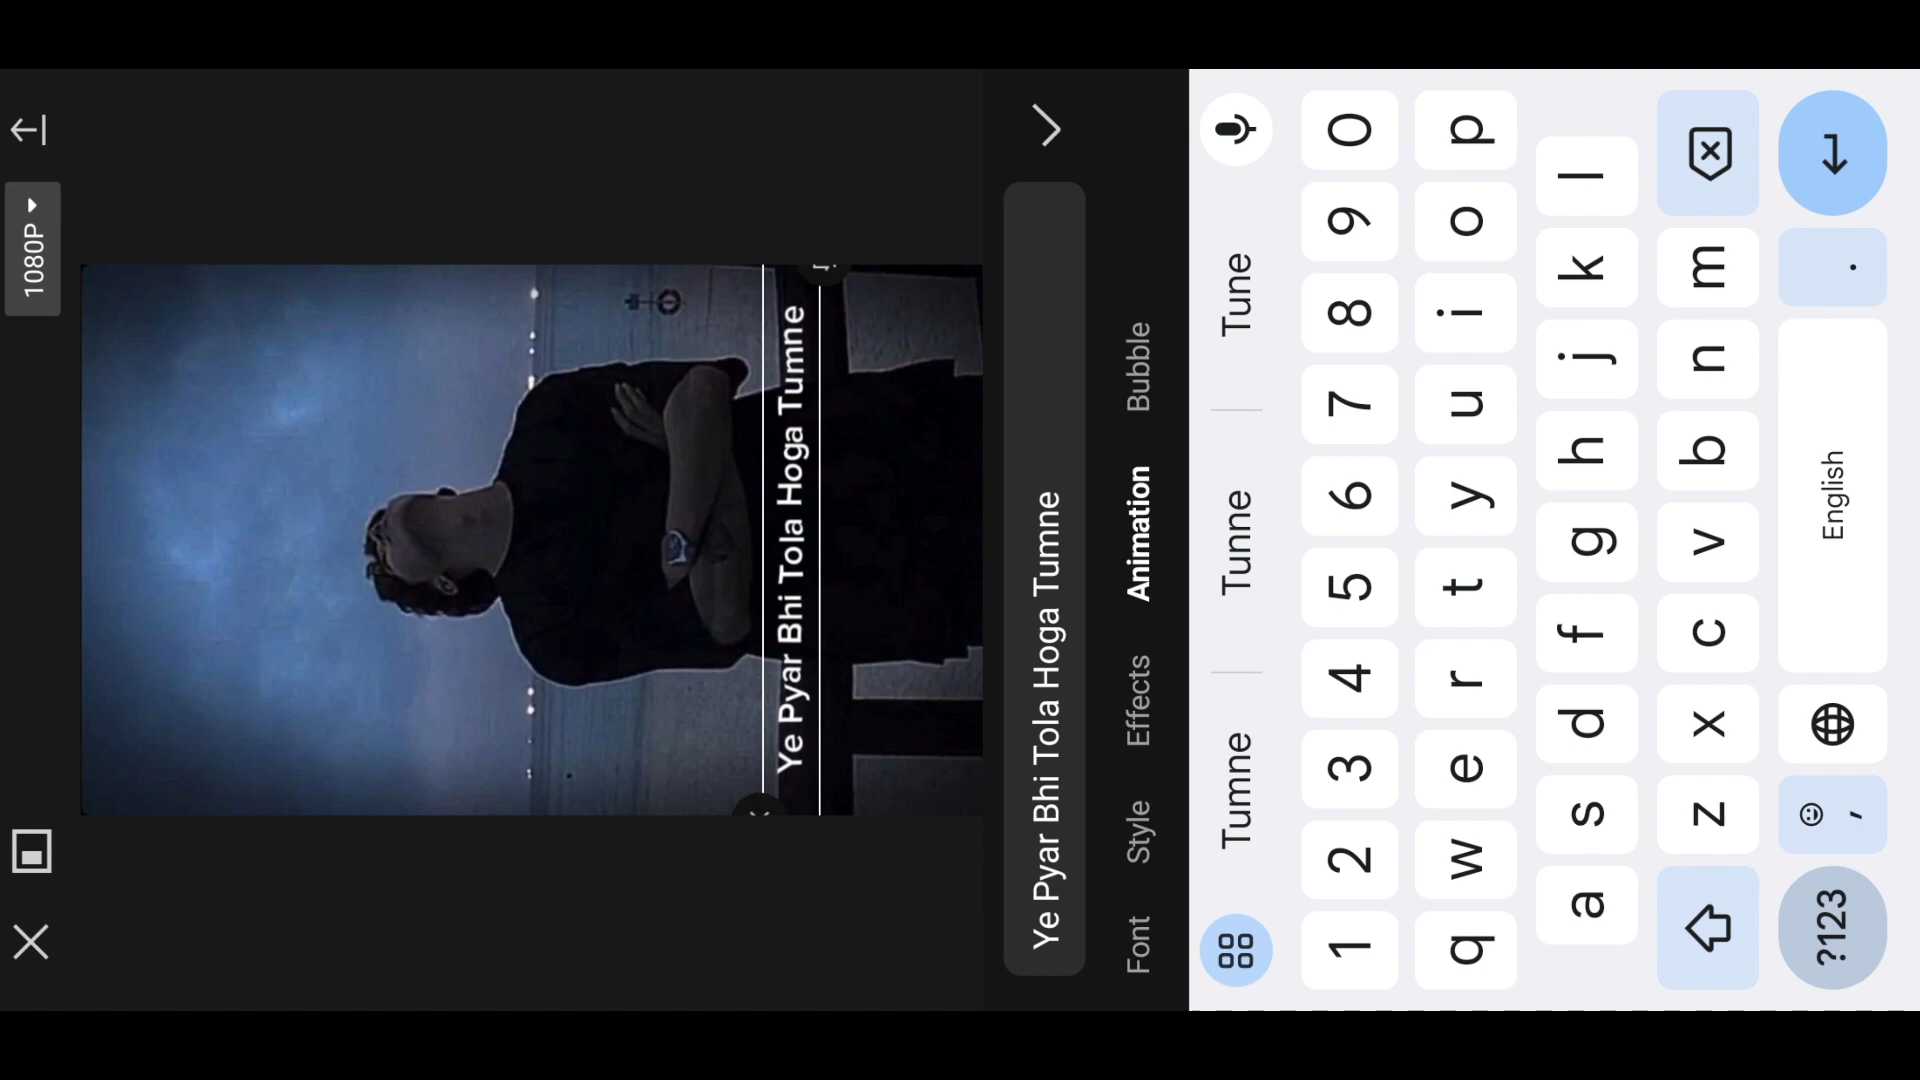 1080P
Ye Pyar Bhi Tola Hoga Tumne
Ye Pyar Bhi Tola Hoga Tumne
Font Style Effects Animation Bubble
Tumne Tunne Tune
1 2 3 4 5 6 7 8 9 0
q w e r t y u i o p
a s d f g h j k l
z x c v b n m
?123 , English .